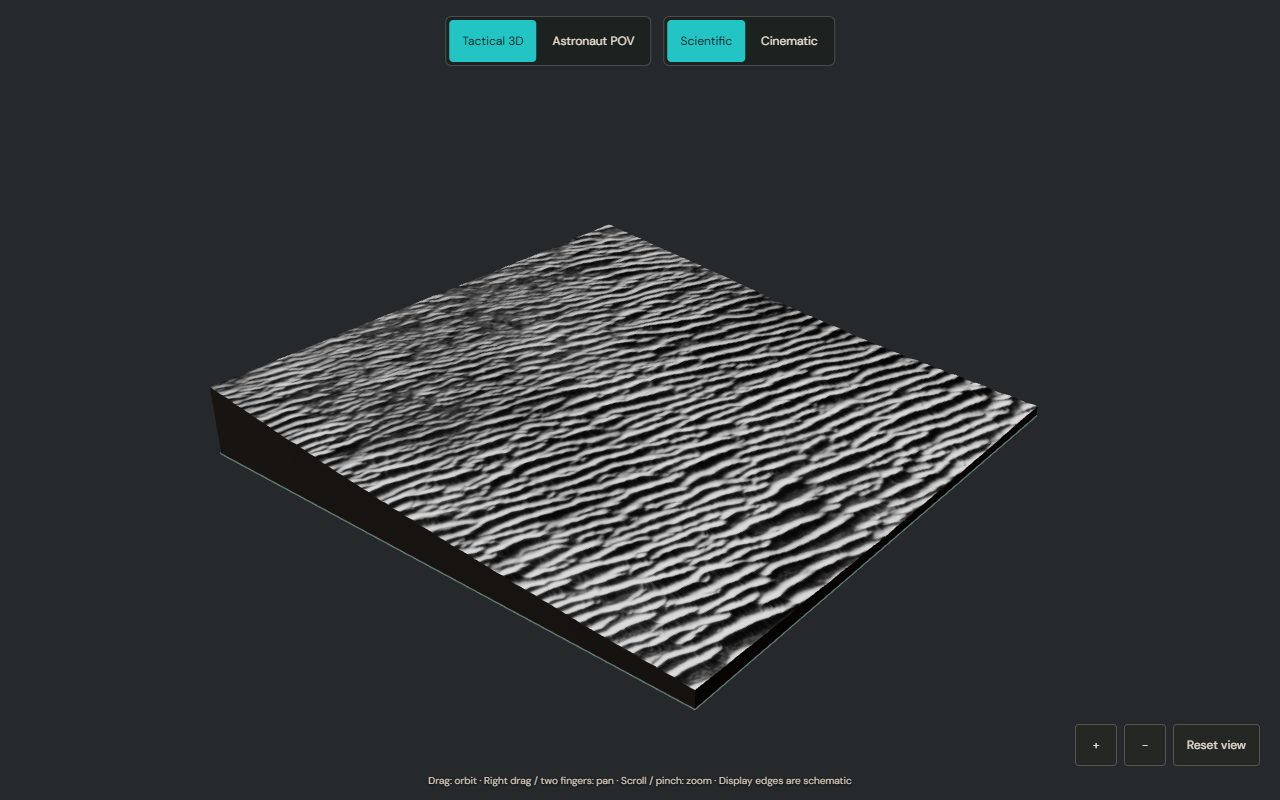 Tactical 3D Astronaut POV Scientific Cinematic
+ − Reset view
Drag: orbit · Right drag / two fingers: pan · Scroll / pinch: zoom · Display edges are schematic